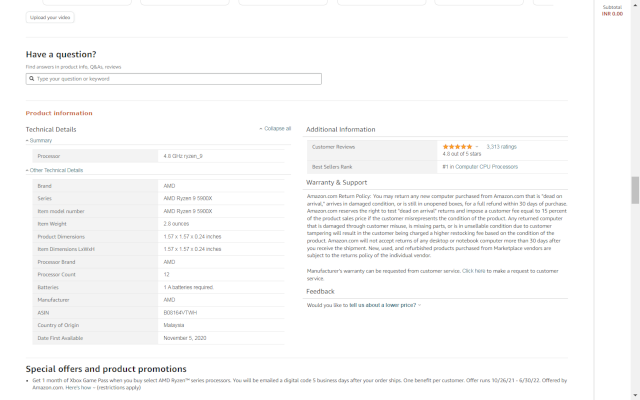 Subtotal
INR 0.00
Upload your video
Have a question?
Find answers in product info, Q&As, reviews
Type your question or keyword
Product information
Technical Details
Collapse all
Summary
Processor 4.8 GHz ryzen_9
Other Technical Details
Brand AMD
Series AMD Ryzen 9 5900X
Item model number AMD Ryzen 9 5900X
Item Weight 2.8 ounces
Product Dimensions 1.57 x 1.57 x 0.24 inches
Item Dimensions LxWxH 1.57 x 1.57 x 0.24 inches
Processor Brand AMD
Processor Count 12
Batteries 1 A batteries required
Manufacturer AMD
ASIN B08164VTWH
Country of Origin Malaysia
Date First Available November 5, 2020
Additional Information
Customer Reviews 3,313 ratings
4.8 out of 5 stars
Best Sellers Rank #1 in Computer CPU Processors
Warranty & Support
Amazon.com Return Policy: You may return any new computer purchased from Amazon.com that is "dead on
arrival," arrives in damaged condition, or is still in unopened boxes, for a full refund within 30 days of purchase.
Amazon.com reserves the right to test "dead on arrival" returns and impose a customer fee equal to 15 percent
of the product sales price if the customer misrepresents the condition of the product. Any returned computer
that is damaged through customer misuse, is missing parts, or is in unsellable condition due to customer
tampering will result in the customer being charged a higher restocking fee based on the condition of the
product. Amazon.com will not accept returns of any desktop or notebook computer more than 30 days after
you receive the shipment. New, used, and refurbished products purchased from Marketplace vendors are
subject to the returns policy of the individual vendor.
Manufacturer's warranty can be requested from customer service. Click here to make a request to customer
service.
Feedback
Would you like to tell us about a lower price?
Special offers and product promotions
Get 1 month of Xbox Game Pass when you buy select AMD Ryzen™ series processors. You will be emailed a digital code 5 business days after your order ships. One benefit per customer. Offer runs 10/26/21 - 6/30/22. Offered by
Amazon.com. Here's how (restrictions apply)